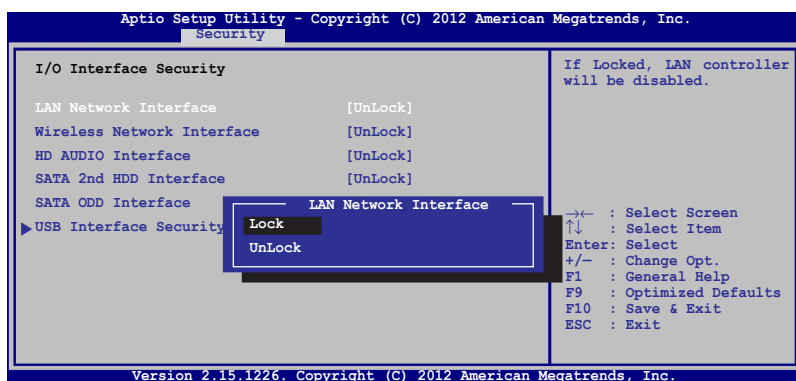 Aptio Setup Utility - Copyright (C) 2012 American Megatrends, Inc.
Security
I/O Interface Security
LAN Network Interface [UnLock]
Wireless Network Interface [UnLock]
HD AUDIO Interface [UnLock]
SATA 2nd HDD Interface [UnLock]
SATA ODD Interface
USB Interface Security
LAN Network Interface
Lock
UnLock
If Locked, LAN controller
will be disabled.
→← : Select Screen
↑↓ : Select Item
Enter: Select
+/— : Change Opt.
F1 : General Help
F9 : Optimized Defaults
F10 : Save & Exit
ESC : Exit
Version 2.15.1226. Copyright (C) 2012 American Megatrends, Inc.